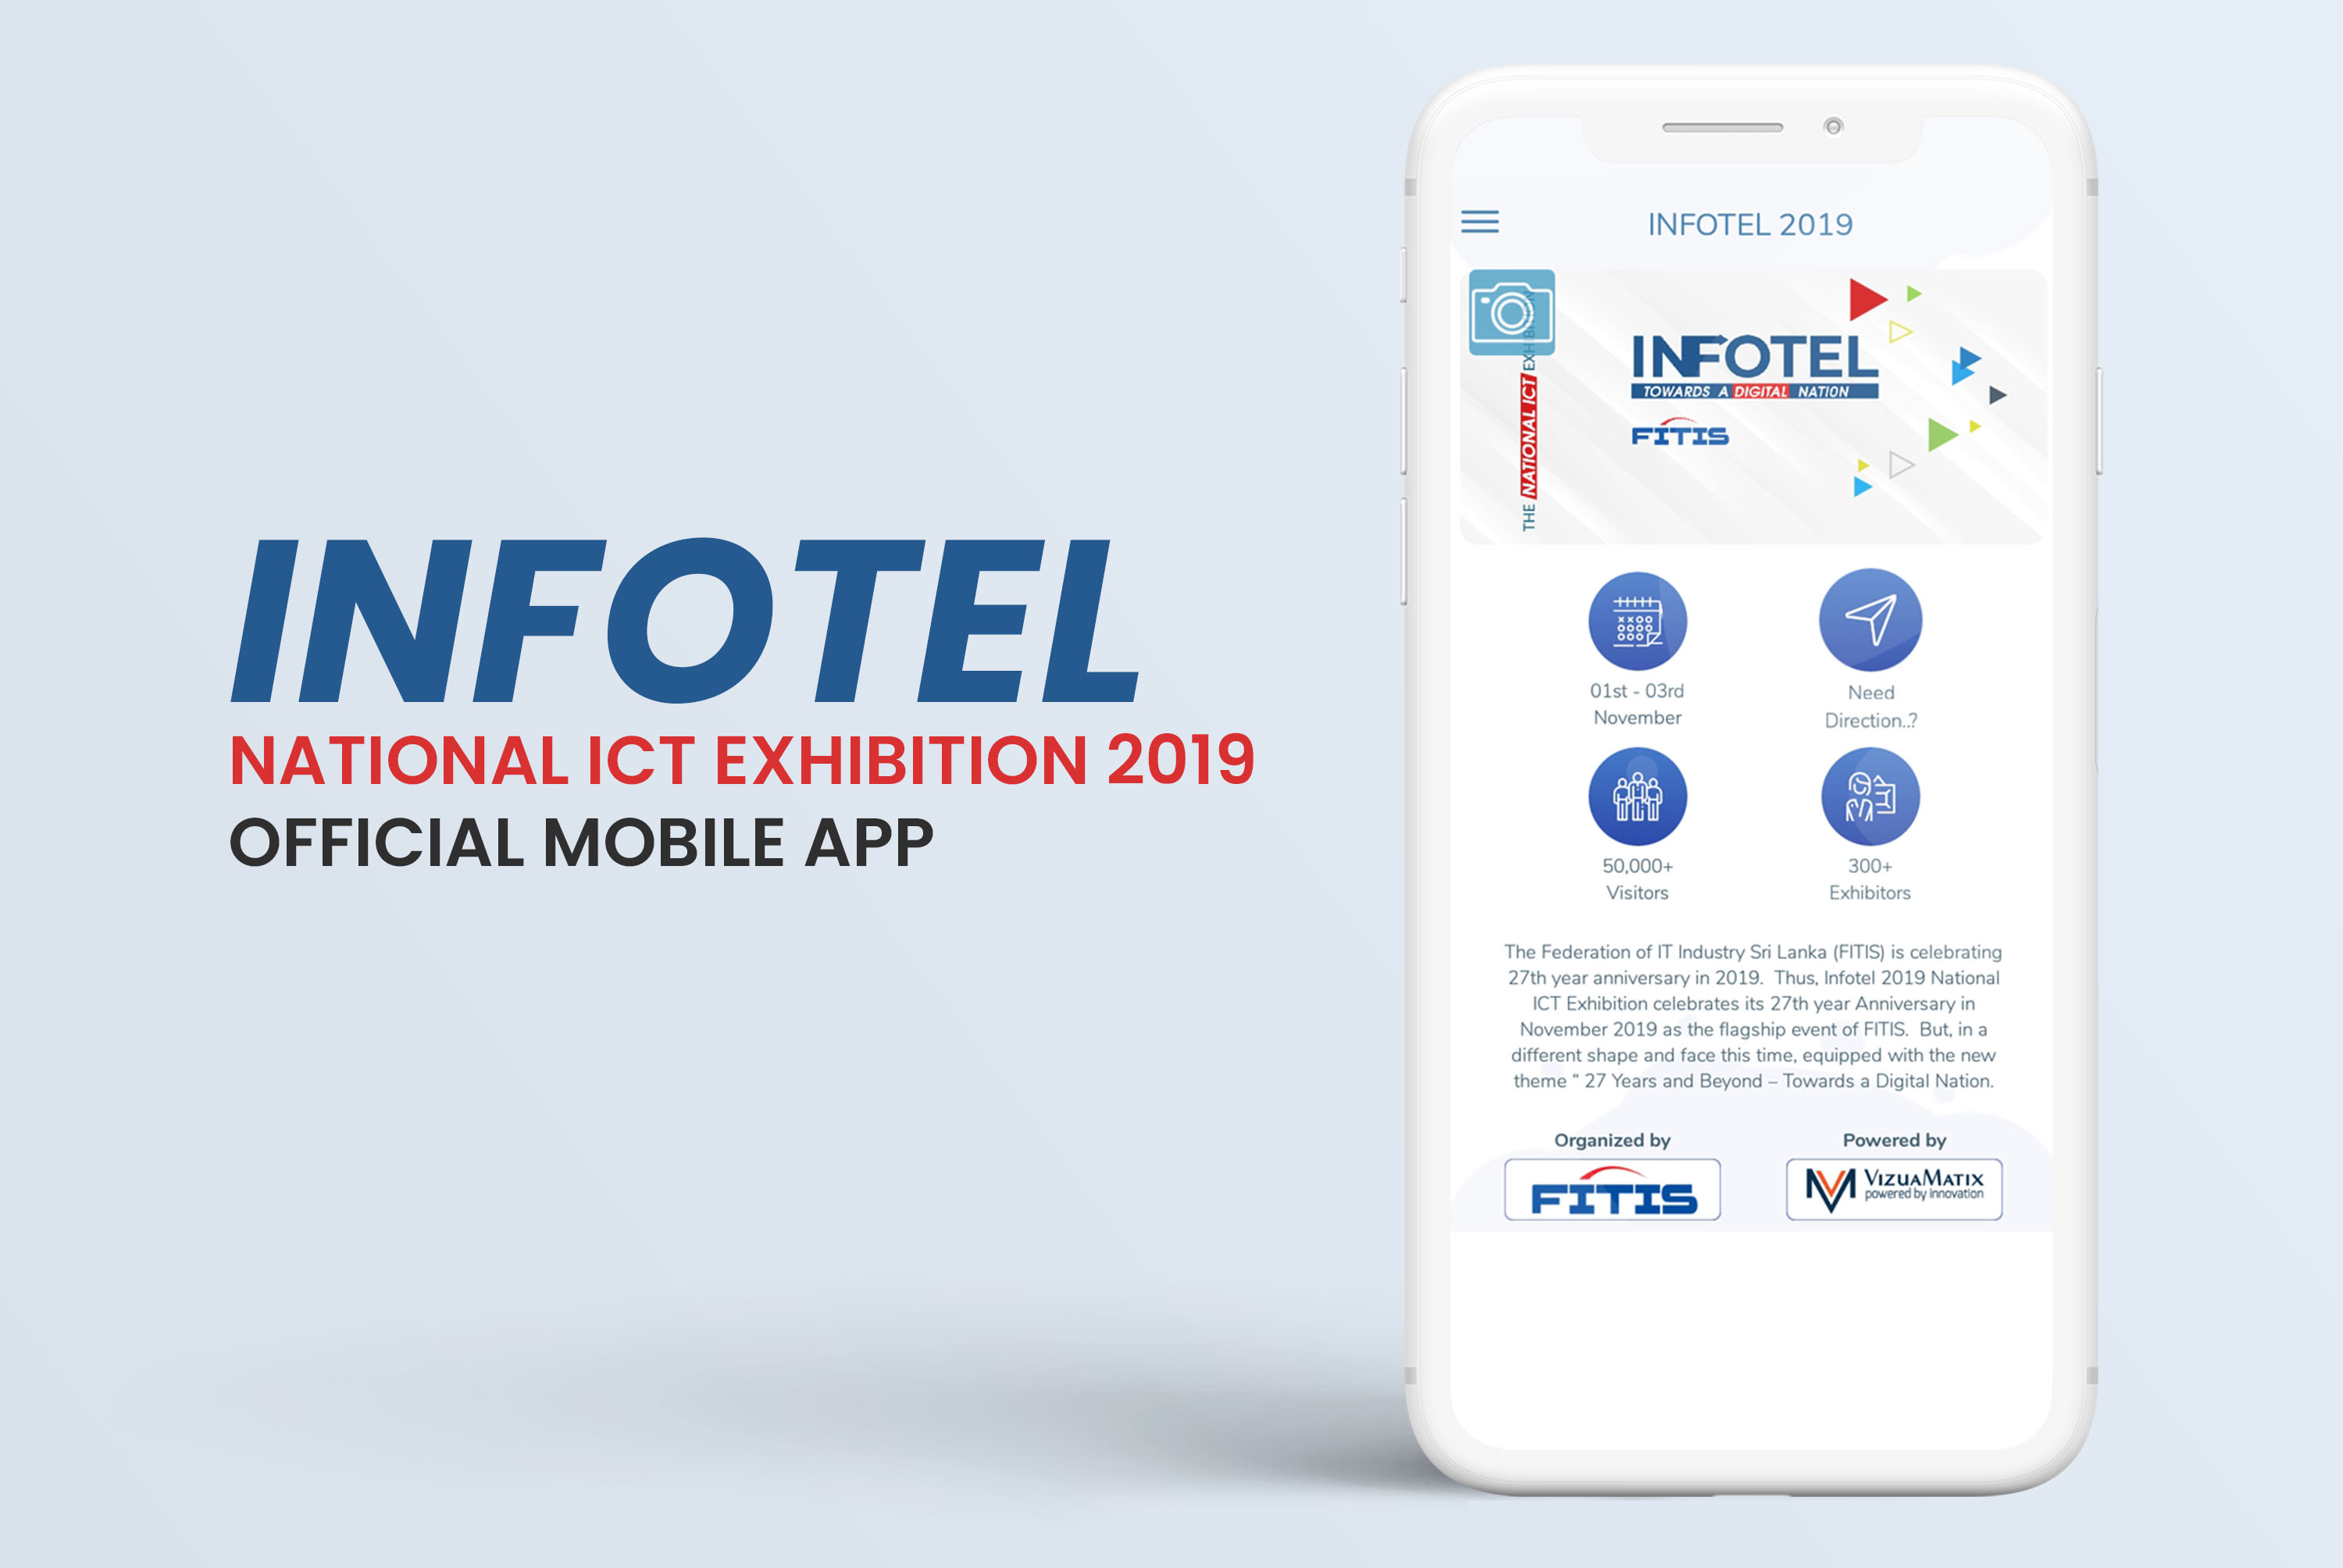 INFOTEL
NATIONAL ICT EXHIBITION 2019
OFFICIAL MOBILE APP
INFOTEL 2019
THE NATIONAL ICT EXHIBITION
INFOTEL
TOWARDS A DIGITAL NATION
FITIS
01st - 03rd
November
Need
Direction..?
50,000+
Visitors
300+
Exhibitors
The Federation of IT Industry Sri Lanka (FITIS) is celebrating
27th year anniversary in 2019. Thus, Infotel 2019 National
ICT Exhibition celebrates its 27th year Anniversary in
November 2019 as the flagship event of FITIS. But, in a
different shape and face this time, equipped with the new
theme “ 27 Years and Beyond – Towards a Digital Nation.
Organized by
FITIS
Powered by
VM VIZUAMATIX
powered by innovation